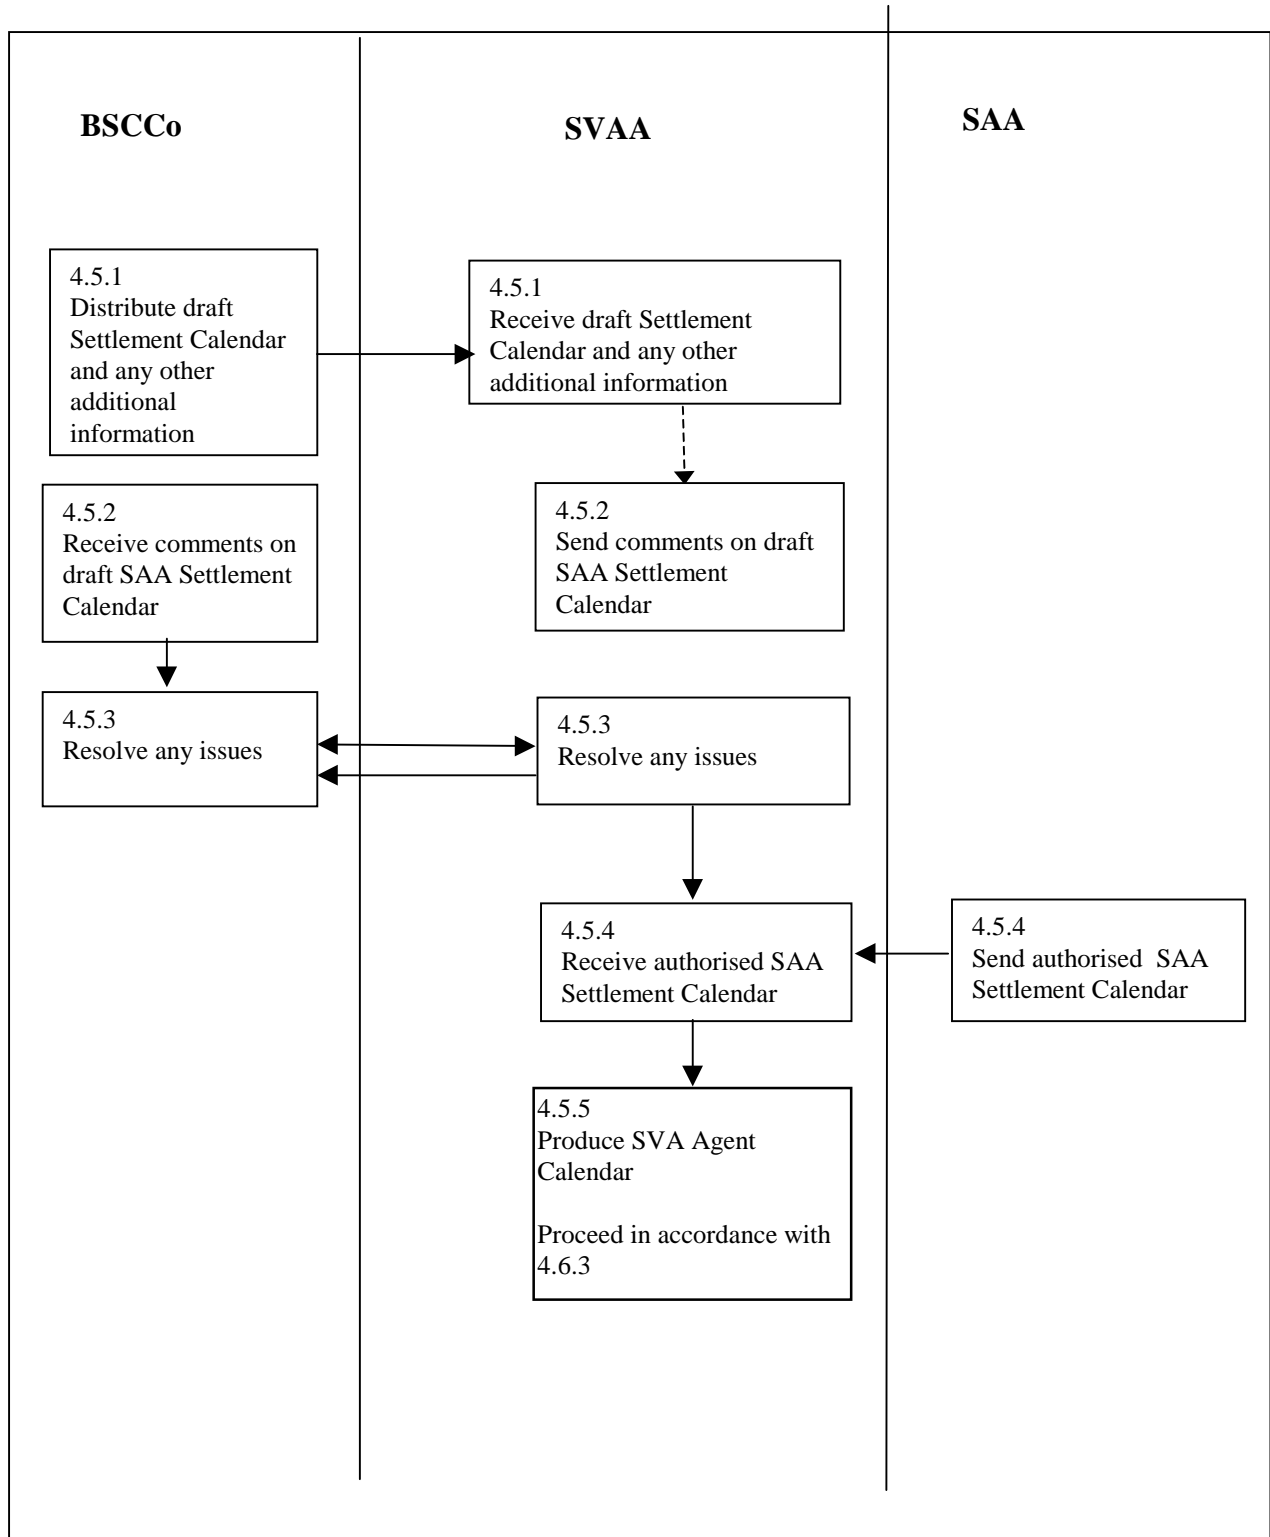 BSCCo
SVAA
SAA
4.5.1
Distribute draft
Settlement Calendar
and any other
additional
information
4.5.1
Receive draft Settlement
Calendar and any other
additional information
4.5.2
Receive comments on
draft SAA Settlement
Calendar
4.5.2
Send comments on draft
SAA Settlement
Calendar
4.5.3
Resolve any issues
4.5.3
Resolve any issues
4.5.4
Receive authorised SAA
Settlement Calendar
4.5.4
Send authorised  SAA
Settlement Calendar
4.5.5
Produce SVA Agent
Calendar
Proceed in accordance with
4.6.3